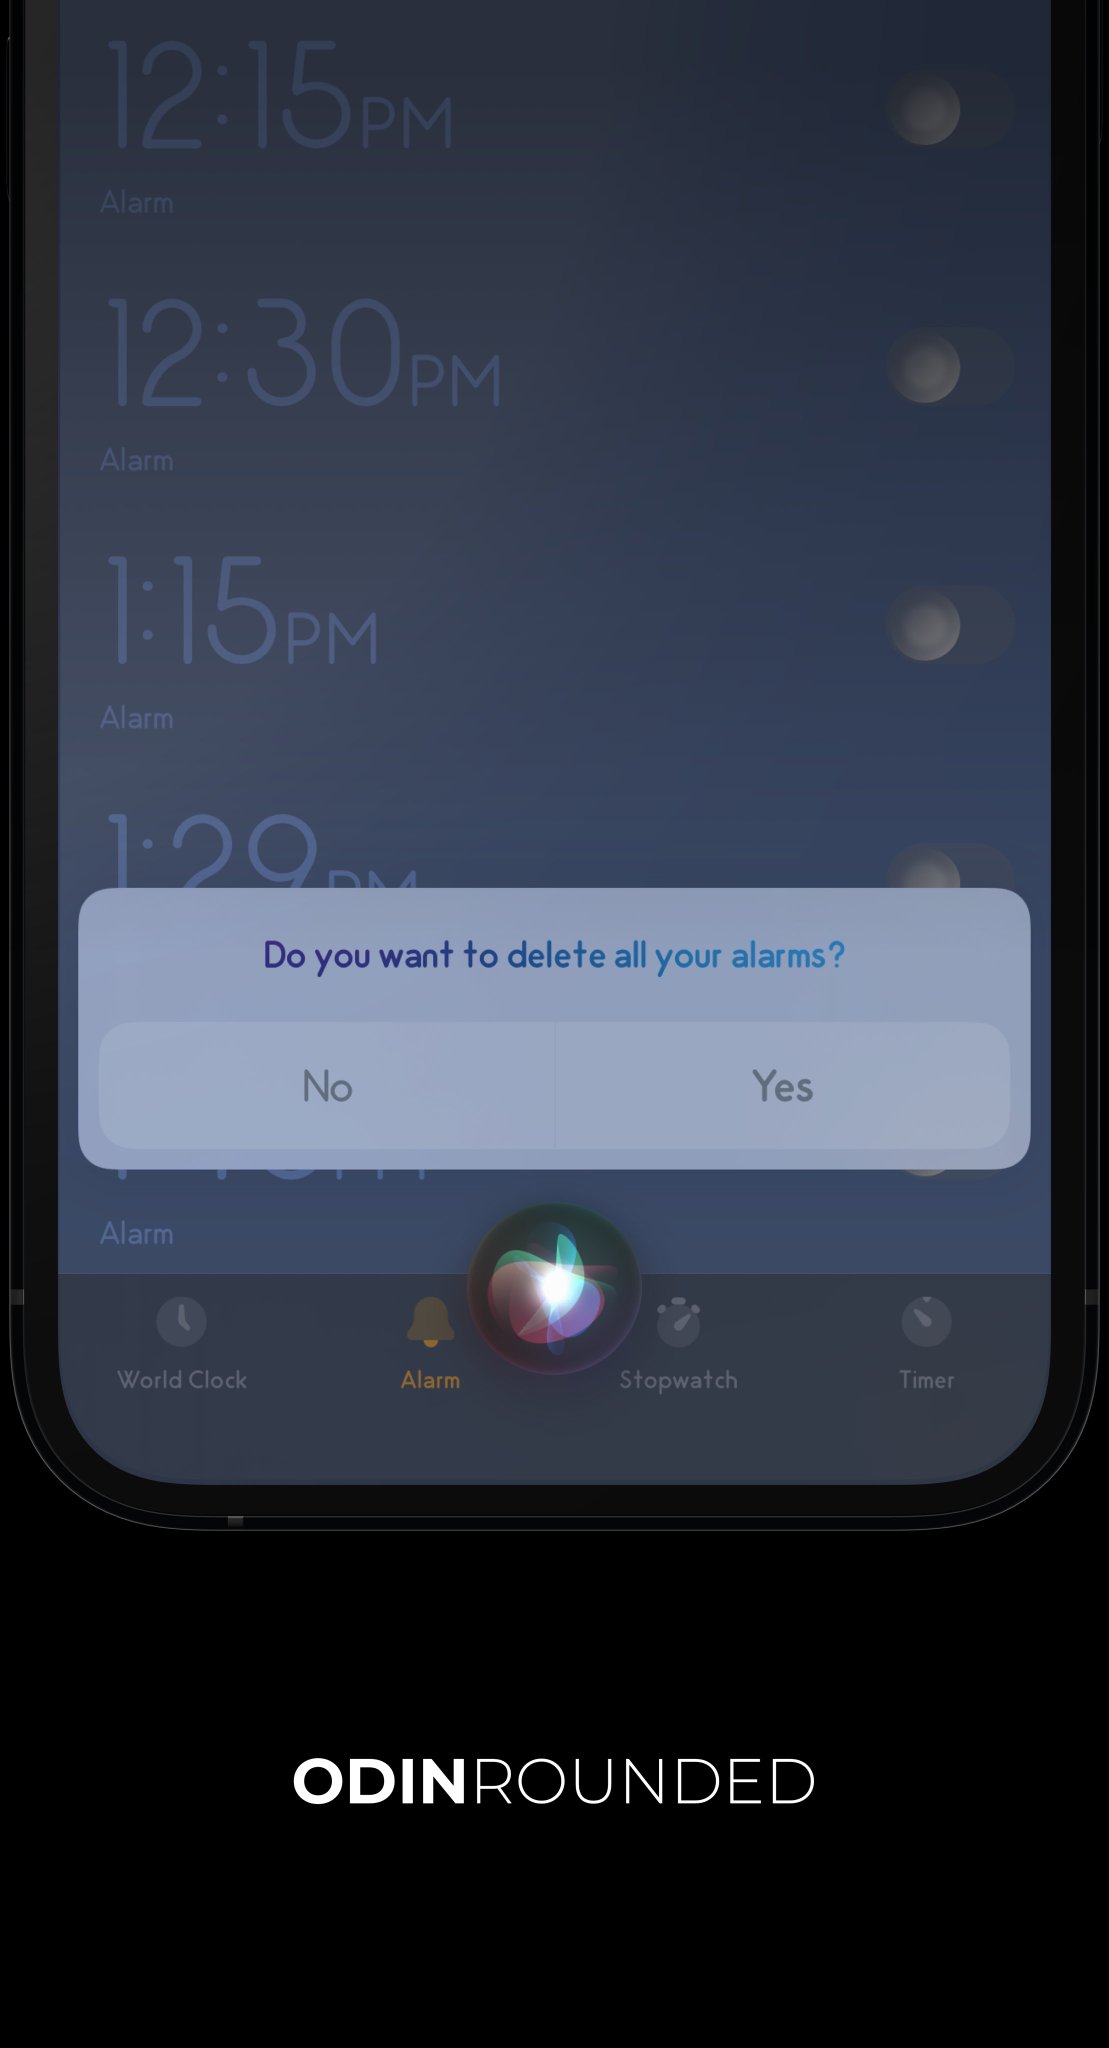 12:15PM
Alarm
12:30PM
Alarm
1:15PM
Alarm
1:29PM
Do you want to delete all your alarms?
No
Yes
Alarm
World Clock
Alarm
Stopwatch
Timer
ODINROUNDED